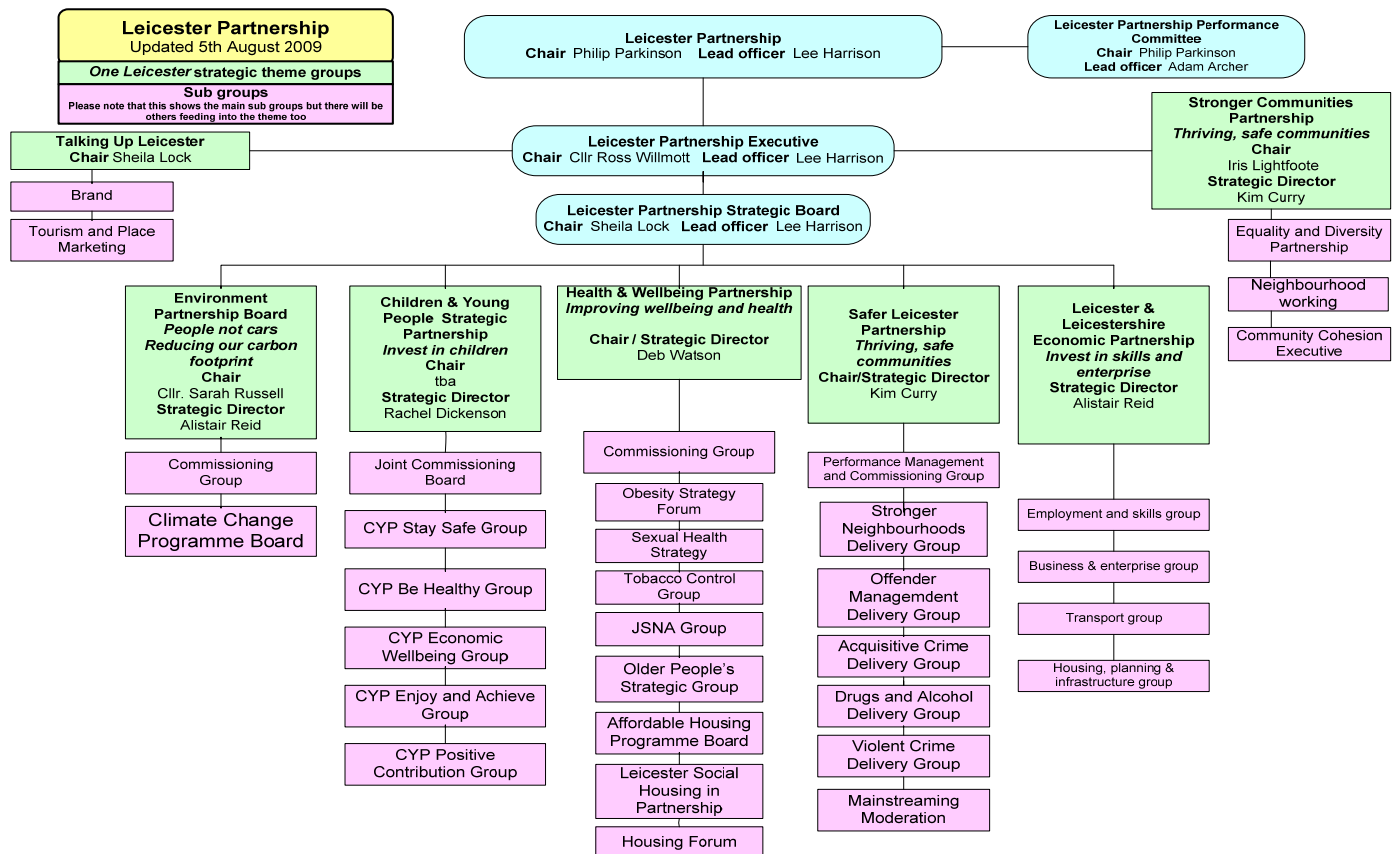 Leicester Partnership
Updated 5th August 2009
One Leicester strategic theme groups
Sub groups
Please note that this shows the main sub groups but there will be
others feeding into the theme too
Leicester Partnership
Chair Philip Parkinson Lead officer Lee Harrison
Leicester Partnership Performance
Committee
Chair Philip Parkinson
Lead officer Adam Archer
Talking Up Leicester
Chair Sheila Lock
Brand
Tourism and Place
Marketing
Leicester Partnership Executive
Chair Cllr Ross Willmott Lead officer Lee Harrison
Stronger Communities
Partnership
Thriving, safe communities
Chair
Iris Lightfoote
Strategic Director
Kim Curry
Equality and Diversity
Partnership
Neighbourhood
working
Community Cohesion
Executive
Leicester Partnership Strategic Board
Chair Sheila Lock Lead officer Lee Harrison
Environment
Partnership Board
People not cars
Reducing our carbon
footprint
Chair
Cllr. Sarah Russell
Strategic Director
Alistair Reid
Commissioning
Group
Climate Change
Programme Board
Children & Young
People Strategic
Partnership
Invest in children
Chair
tba
Strategic Director
Rachel Dickenson
Joint Commissioning
Board
CYP Stay Safe Group
CYP Be Healthy Group
CYP Economic
Wellbeing Group
CYP Enjoy and Achieve
Group
CYP Positive
Contribution Group
Health & Wellbeing Partnership
Improving wellbeing and health
Chair / Strategic Director
Deb Watson
Commissioning Group
Obesity Strategy
Forum
Sexual Health
Strategy
Tobacco Control
Group
JSNA Group
Older People's
Strategic Group
Affordable Housing
Programme Board
Leicester Social
Housing in
Partnership
Housing Forum
Safer Leicester
Partnership
Thriving, safe
communities
Chair/Strategic Director
Kim Curry
Performance Management
and Commissioning Group
Stronger
Neighbourhoods
Delivery Group
Offender
Managemdent
Delivery Group
Acquisitive Crime
Delivery Group
Drugs and Alcohol
Delivery Group
Violent Crime
Delivery Group
Mainstreaming
Moderation
Leicester &
Leicestershire
Economic Partnership
Invest in skills and
enterprise
Strategic Director
Alistair Reid
Employment and skills group
Business & enterprise group
Transport group
Housing, planning &
infrastructure group